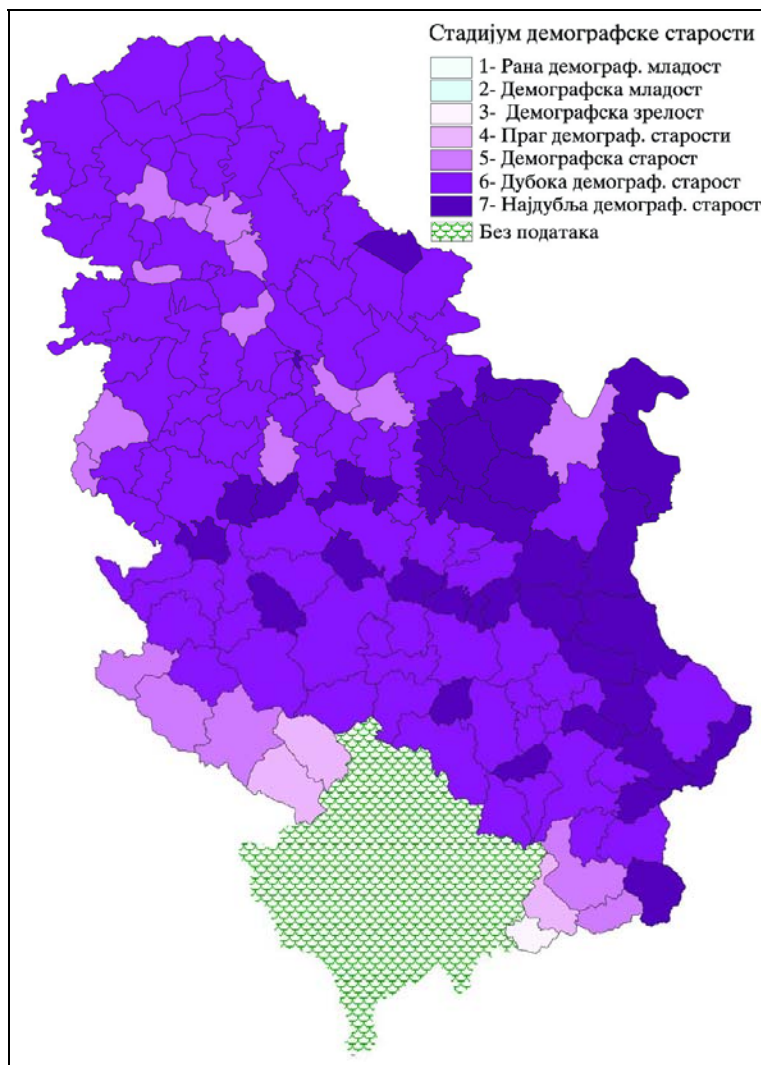 Стадијум демографске старости
1- Рана демограф. младост
2- Демографска младост
3- Демографска зрелост
4- Праг демограф. старости
5- Демографска старост
6- Дубока демограф. старост
7- Најдубља демограф. старост
Без података